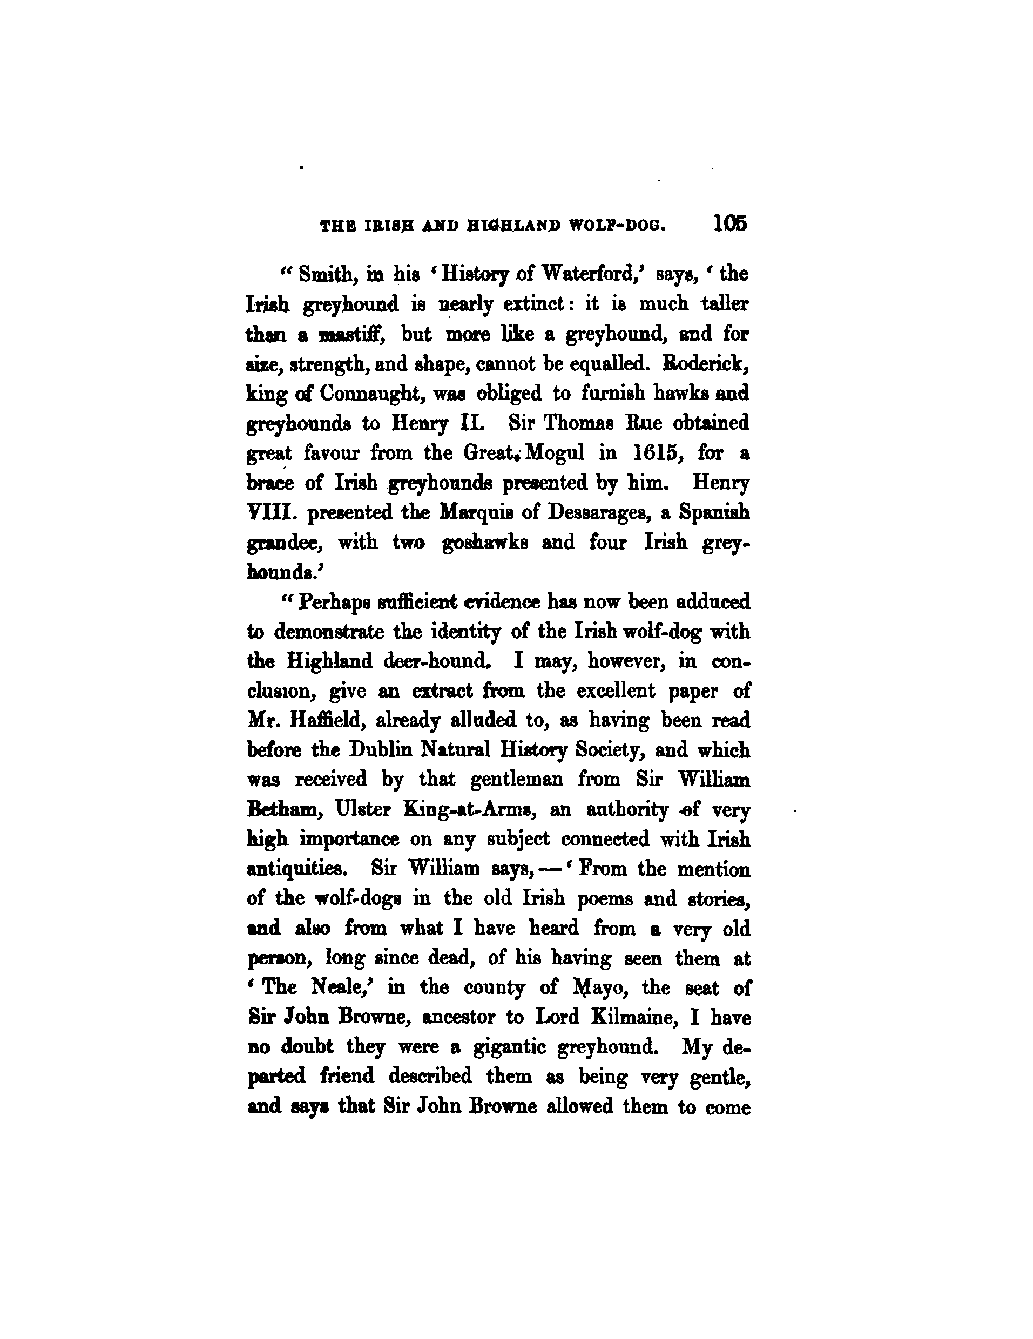 THE IRISH AND HIGHLAND WOLF-DOG. 105
“ Smith, in his ‘ History of Waterford,’ says, ‘ the
Irish greyhound is nearly extinct : it is much taller
than a mastiff, but more like a greyhound, and for
size, strength, and shape, cannot be equalled. Roderick,
king of Connaught, was obliged to furnish hawks and
greyhounds to Henry II. Sir Thomas Rue obtained
great favour from the Great Mogul in 1615, for a
brace of Irish greyhounds presented by him. Henry
VIII. presented the Marquis of Dessarages, a Spanish
grandee, with two goshawks and four Irish grey-
hounds.’
“ Perhaps sufficient evidence has now been adduced
to demonstrate the identity of the Irish wolf-dog with
the Highland deer-hound. I may, however, in con-
clusion, give an extract from the excellent paper of
Mr. Haffield, already alluded to, as having been read
before the Dublin Natural History Society, and which
was received by that gentleman from Sir William
Betham, Ulster King-at-Arms, an authority of very
high importance on any subject connected with Irish
antiquities. Sir William says, — ‘ From the mention
of the wolf-dogs in the old Irish poems and stories,
and also from what I have heard from a very old
person, long since dead, of his having seen them at
‘ The Neale,’ in the county of Mayo, the seat of
Sir John Browne, ancestor to Lord Kilmaine, I have
no doubt they were a gigantic greyhound. My de-
parted friend described them as being very gentle,
and says that Sir John Browne allowed them to come